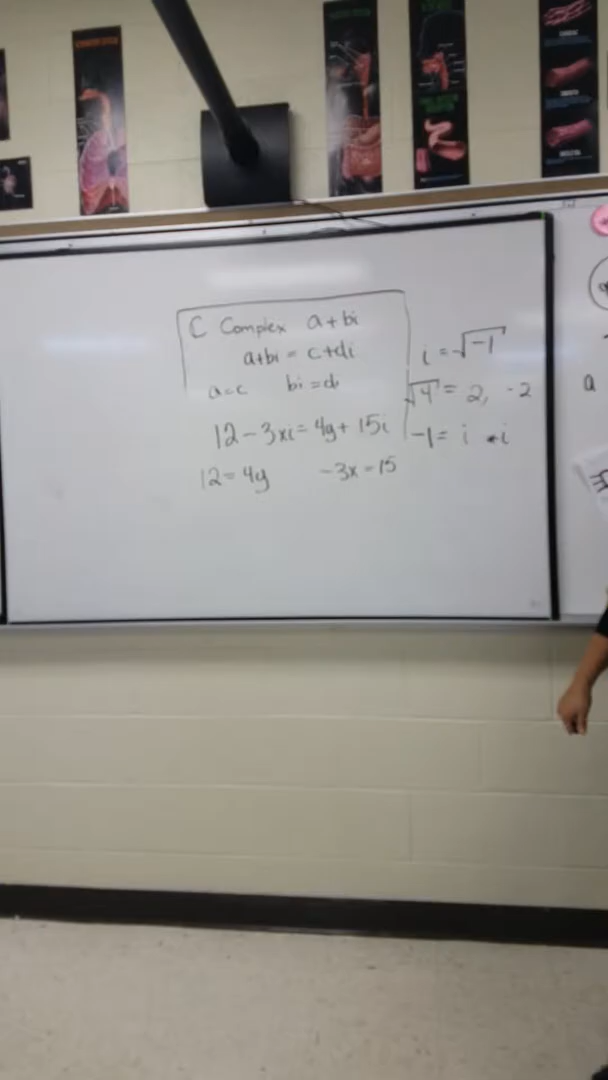 C Complex a+bi
a+bi = c+di
a=c bi=di
12-3xi=4y+15i
12=4y -3x=15
i=√-1
√4 = 2, -2
-1= i •i
a